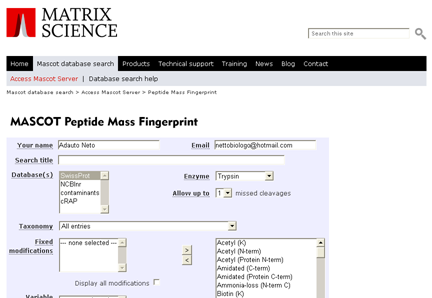 MATRIX
SCIENCE
Search this site
Home Mascot database search Products Technical support Training News Blog Contact
Access Mascot Server | Database search help
Mascot database search > Access Mascot Server > Peptide Mass Fingerprint
MASCOT Peptide Mass Fingerprint
Your name Adauto Neto Email nettobiologo@hotmail.com
Search title
Database(s) SwissProt Enzyme Trypsin
NCBInr
contaminants Allow up to 1 missed cleavages
cRAP
Taxonomy All entries
Fixed modifications --- none selected --- > Acetyl (K)
< Acetyl (N-term)
Acetyl (Protein N-term)
Amidated (C-term)
Amidated (Protein C-term)
Display all modifications Ammonia-loss (N-term C)
Biotin (K)
Variable